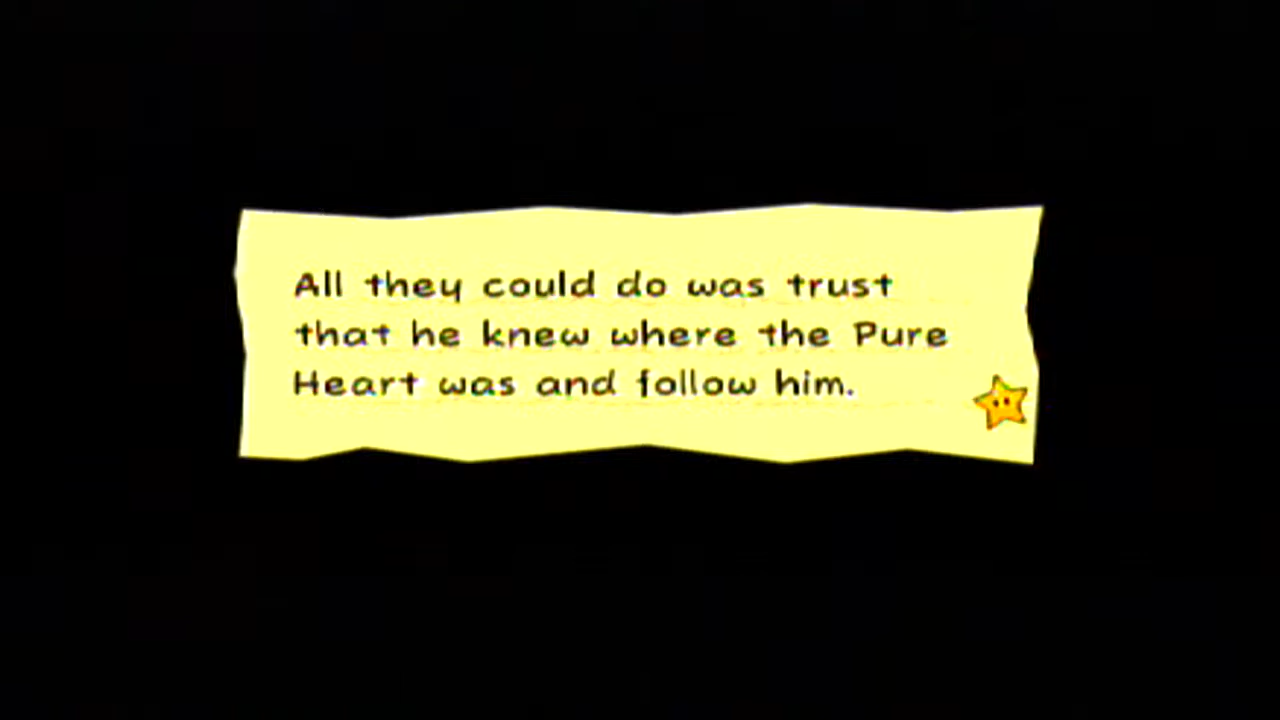 All they could do was trust
that he knew where the Pure
Heart was and follow him.